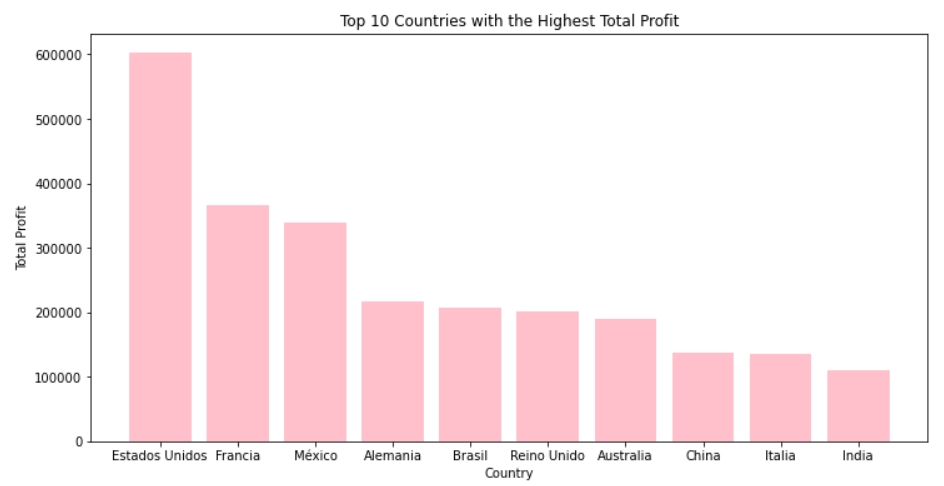 Top 10 Countries with the Highest Total Profit
Total Profit
600000
500000
400000
300000
200000
100000
0
Estados Unidos Francia México Alemania Brasil Reino Unido Australia China Italia India
Country